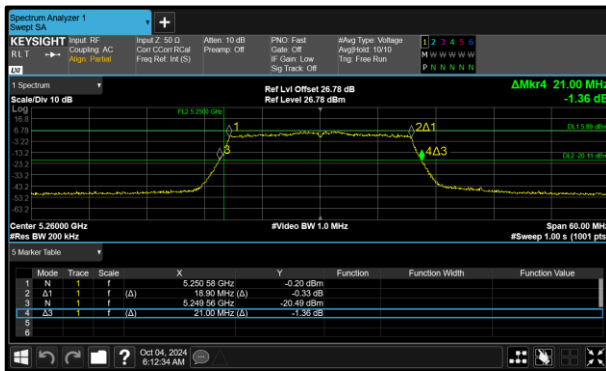 Spectrum Analyzer 1
Swept SA
+
KEYSIGHT Input: RF Input Z: 50 Ω Atten: 10 dB PNO: Fast #Avg Type: Voltage 1 2 3 4 5 6
RLT Coupling: AC Corr CCorr RCal Preamp: Off Gate: Off Avg|Hold: 10/10 M W W W W W
Align: Partial Freq Ref: Int (S) IF Gain: Low Trig: Free Run
Sig Track: Off P N N N N N
LXI
1 Spectrum Ref Lvl Offset 26.78 dB ΔMkr4 21.00 MHz
Scale/Div 10 dB Ref Level 26.78 dBm -1.36 dB
Log
FL2 5.2500 GHz
16.8
6.78 1 2Δ1 DL1 5.89 dBm
-3.22
-13.2 3 4Δ3 DL2 -20.11 dBm
-23.2
-33.2
-43.2
-53.2
-63.2
Center 5.26000 GHz #Video BW 1.0 MHz Span 60.00 MHz
#Res BW 200 kHz #Sweep 1.00 s (1001 pts)
5 Marker Table
Mode Trace Scale X Y Function Function Width Function Value
1 N 1 f 5.250 58 GHz -0.20 dBm
2 Δ1 1 f (Δ) 18.90 MHz (Δ) -0.33 dB
3 N 1 f 5.249 56 GHz -20.49 dBm
4 Δ3 1 f (Δ) 21.00 MHz (Δ) -1.36 dB
5
6
? Oct 04, 2024
6:12:34 AM